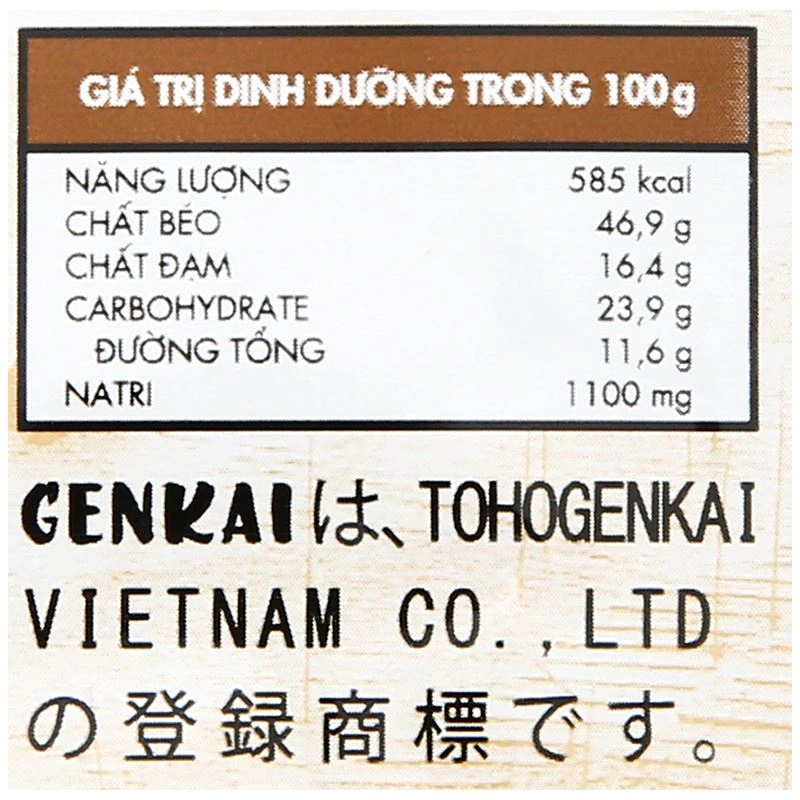 GIÁ TRỊ DINH DƯỠNG TRONG 100g
NĂNG LƯỢNG 585 kcal
CHẤT BÉO 46,9 g
CHẤT ĐẠM 16,4 g
CARBOHYDRATE 23,9 g
ĐƯỜNG TỔNG 11,6 g
NATRI 1100 mg
GENKAIは、TOHOGENKAI
VIETNAM CO.,LTD
の登録商標です。